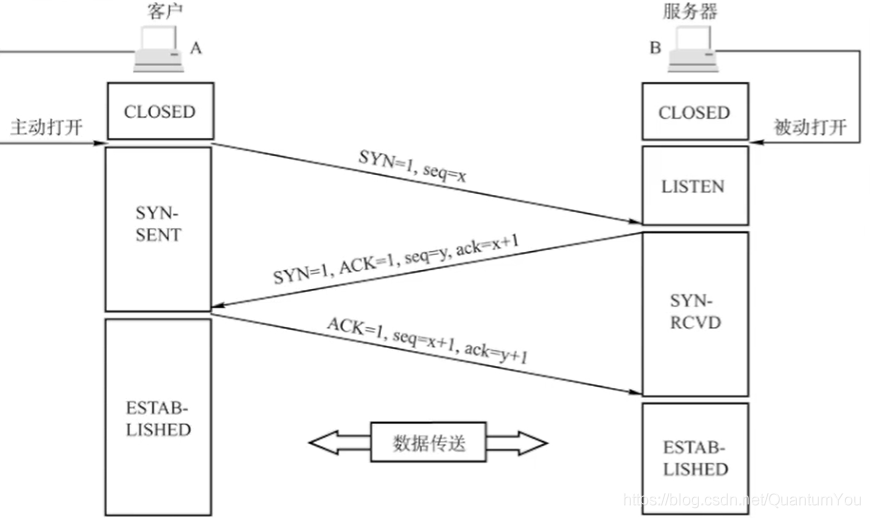 客户
服务器
A
B
CLOSED
CLOSED
主动打开
被动打开
SYN=1, seq=x
LISTEN
SYN-
SENT
SYN=1, ACK=1, seq=y, ack=x+1
SYN-
RCVD
ACK=1, seq=x+1, ack=y+1
ESTAB-
LISHED
数据传送
ESTAB-
LISHED
https://blog.csdn.net/QuantumYou